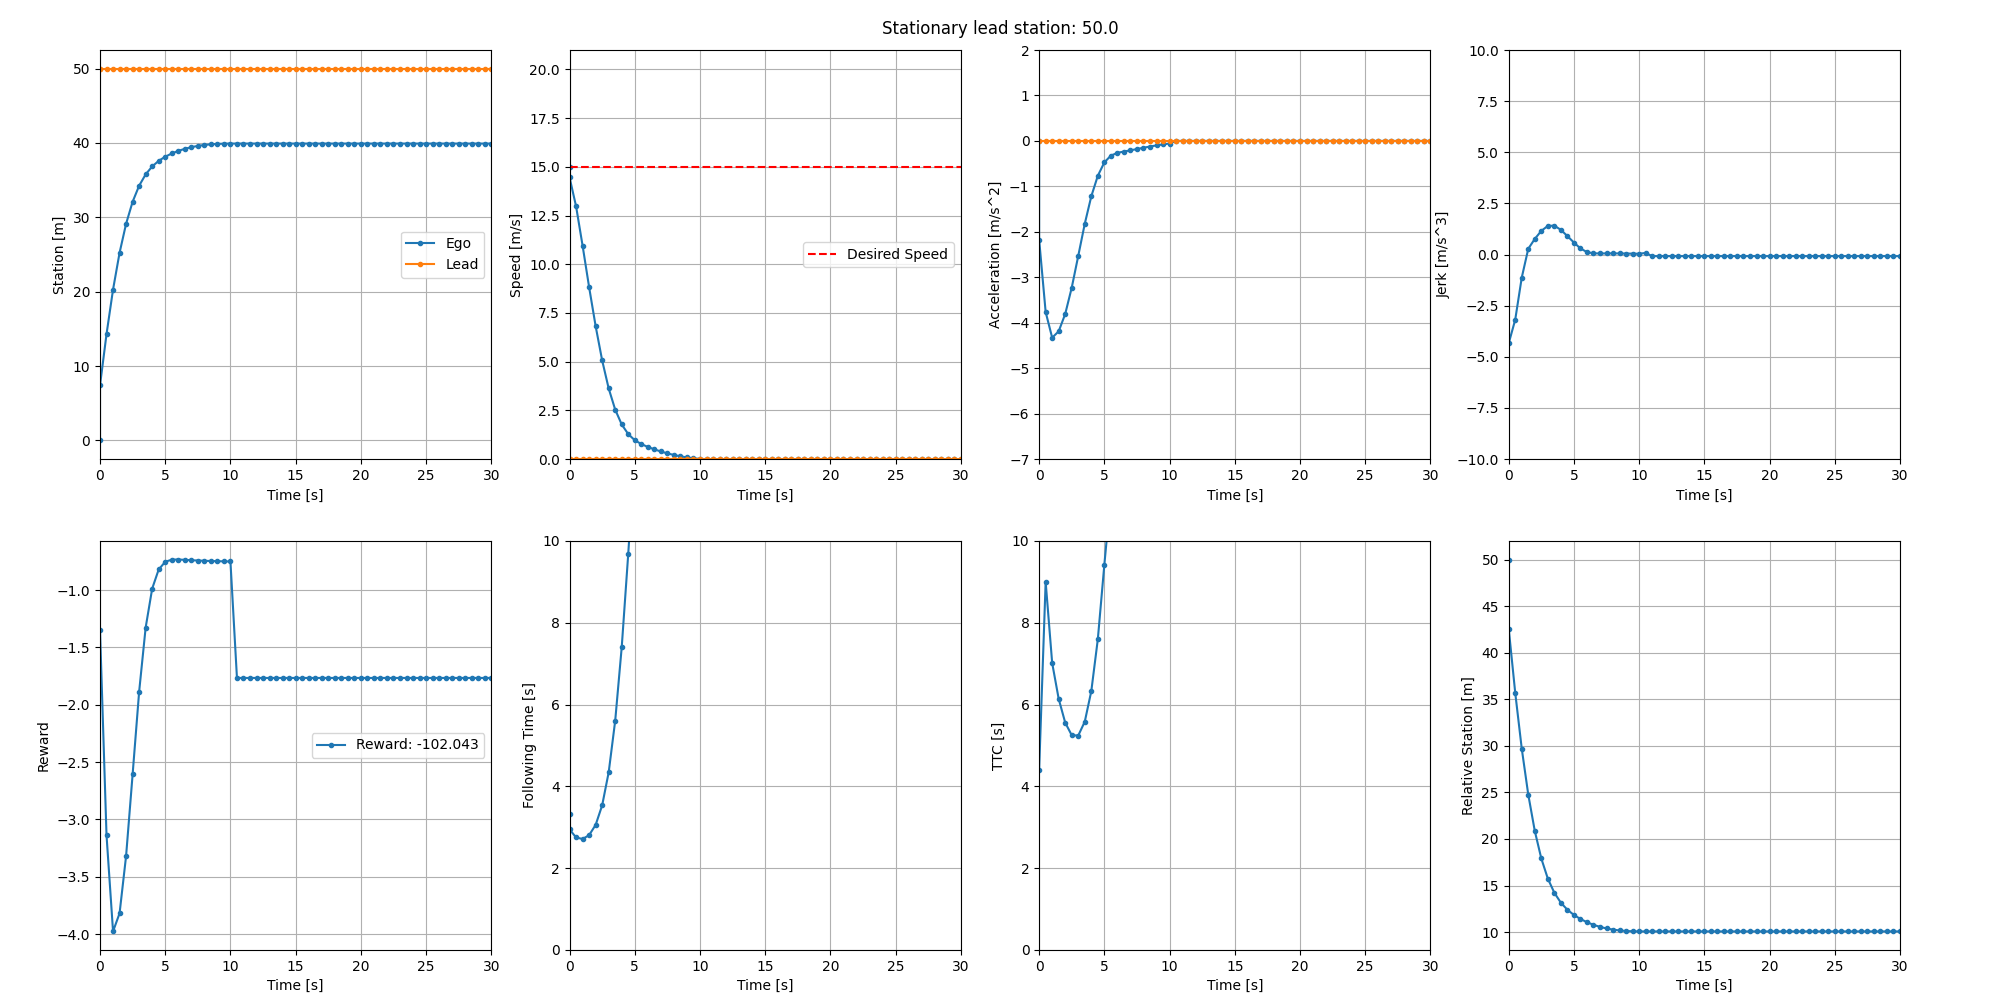 Stationary lead station: 50.0
50
40
30
20
10
0
Station [m]
Ego
Lead
0 5 10 15 20 25 30
Time [s]
20.0
17.5
15.0
12.5
10.0
7.5
5.0
2.5
0.0
Speed [m/s]
Desired Speed
0 5 10 15 20 25 30
Time [s]
2
1
0
−1
−2
−3
−4
−5
−6
−7
Acceleration [m/s^2]
0 5 10 15 20 25 30
Time [s]
10.0
7.5
5.0
2.5
0.0
−2.5
−5.0
−7.5
−10.0
Jerk [m/s^3]
0 5 10 15 20 25 30
Time [s]
−1.0
−1.5
−2.0
−2.5
−3.0
−3.5
−4.0
Reward
Reward: -102.043
0 5 10 15 20 25 30
Time [s]
10
8
6
4
2
0
Following Time [s]
0 5 10 15 20 25 30
Time [s]
10
8
6
4
2
0
TTC [s]
0 5 10 15 20 25 30
Time [s]
50
45
40
35
30
25
20
15
10
Relative Station [m]
0 5 10 15 20 25 30
Time [s]